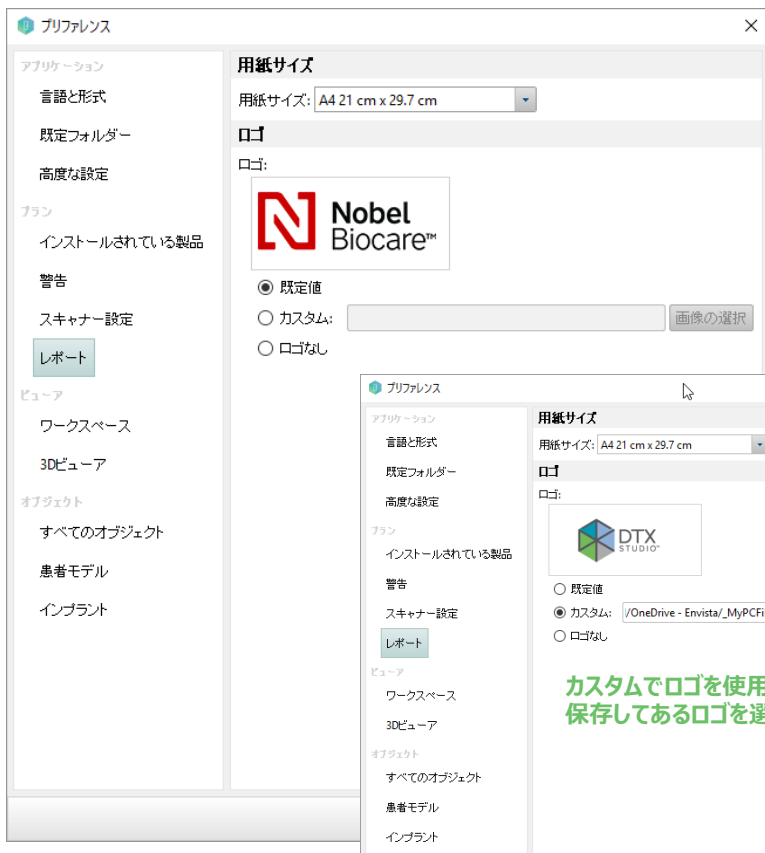 プリファレンス
アプリケーション
言語と形式
既定フォルダー
高度な設定
プラン
インストールされている製品
警告
スキャナー設定
レポート
ビューア
ワークスペース
3Dビューア
オブジェクト
すべてのオブジェクト
患者モデル
インプラント
用紙サイズ
用紙サイズ: A4 21 cm x 29.7 cm
ロゴ
ロゴ:
Nobel
Biocare™
既定値
カスタム: 画像の選択
ロゴなし
プリファレンス
アプリケーション
言語と形式
既定フォルダー
高度な設定
プラン
インストールされている製品
警告
スキャナー設定
レポート
ビューア
ワークスペース
3Dビューア
オブジェクト
すべてのオブジェクト
患者モデル
インプラント
用紙サイズ
用紙サイズ: A4 21 cm x 29.7 cm
ロゴ
ロゴ:
DTX
STUDIO
既定値
カスタム: /OneDrive - Envista/_MyPCFi
ロゴなし
カスタムでロゴを使用
保存してあるロゴを選